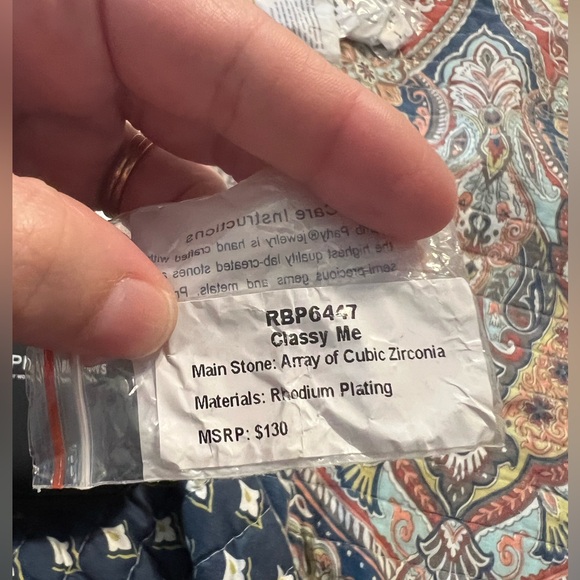 Care Instructions
Party® jewelry is hand crafted with
the highest quality lab-created stones
semi-precious gems and metals.
RBP6447
Classy Me
Main Stone: Array of Cubic Zirconia
Materials: Rhodium Plating
MSRP: $130